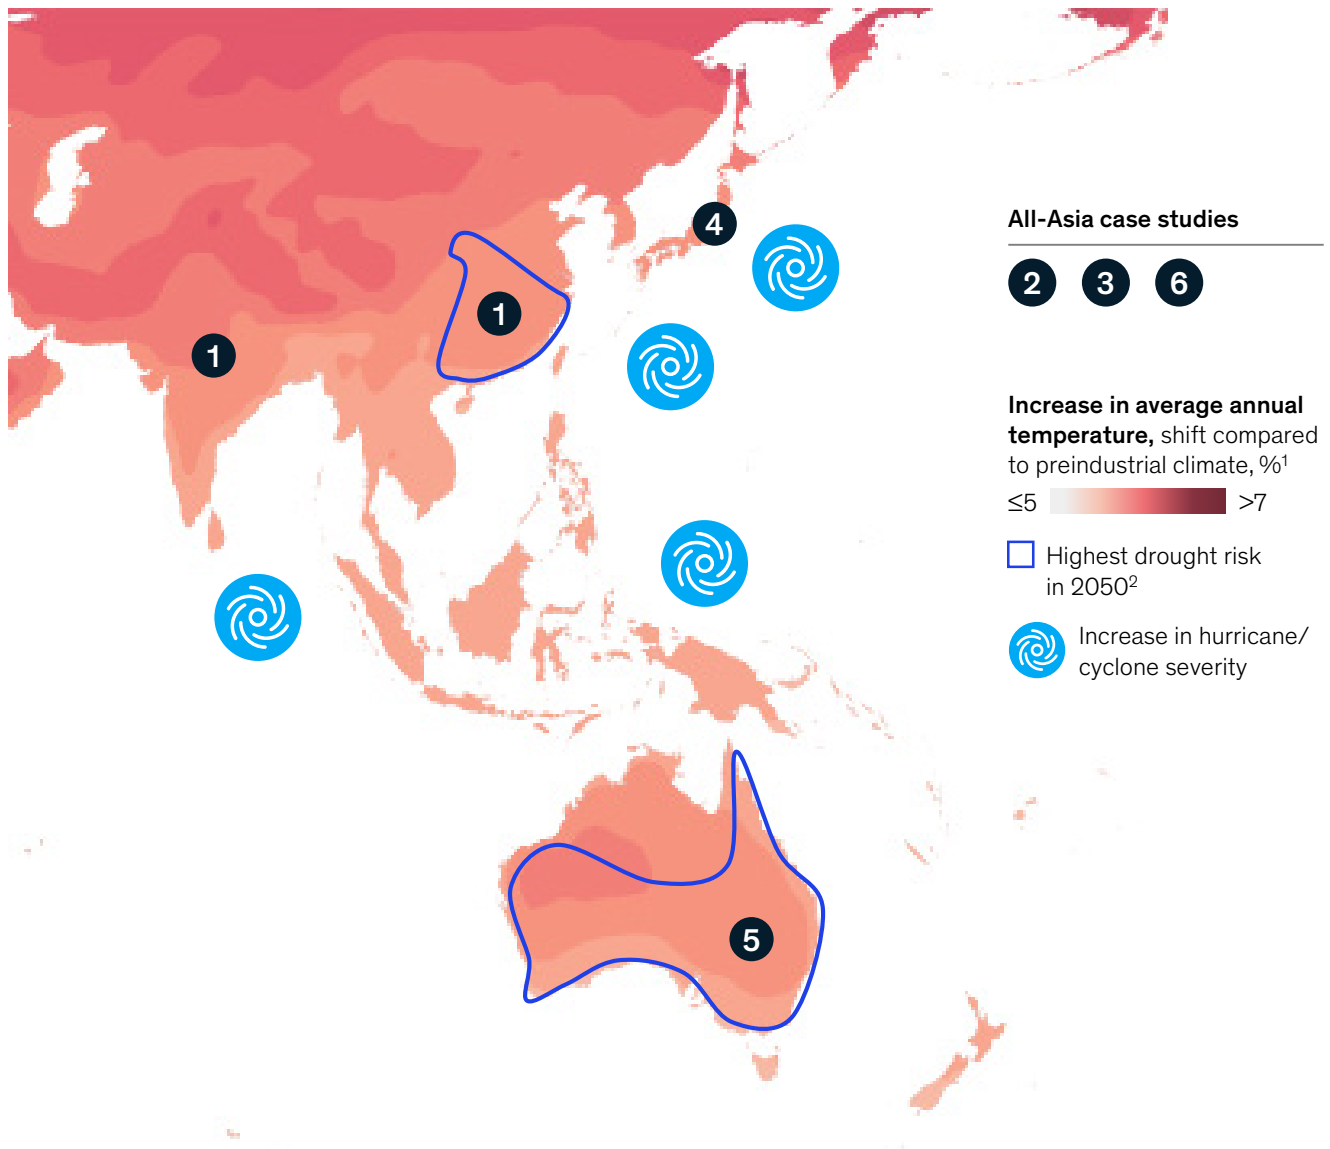 4
1
1
5
All-Asia case studies
2 3 6
Increase in average annual
temperature, shift compared
to preindustrial climate, %¹
≤5 >7
Highest drought risk
in 2050²
Increase in hurricane/
cyclone severity